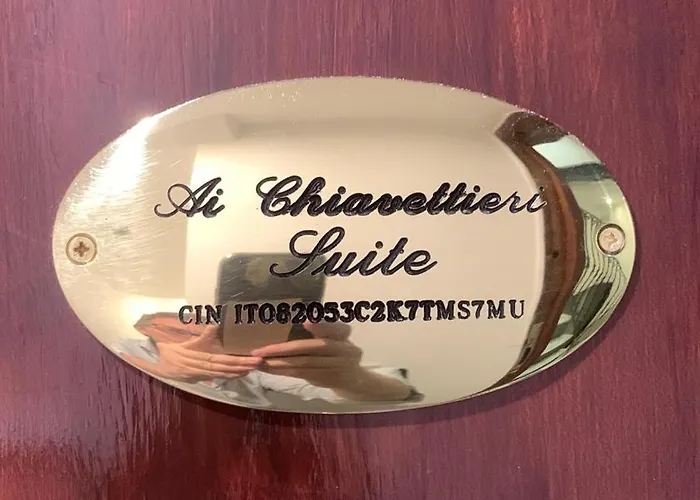 Ai Chiavettieri
Suite
CIN IT082053C2K7TMS7MU